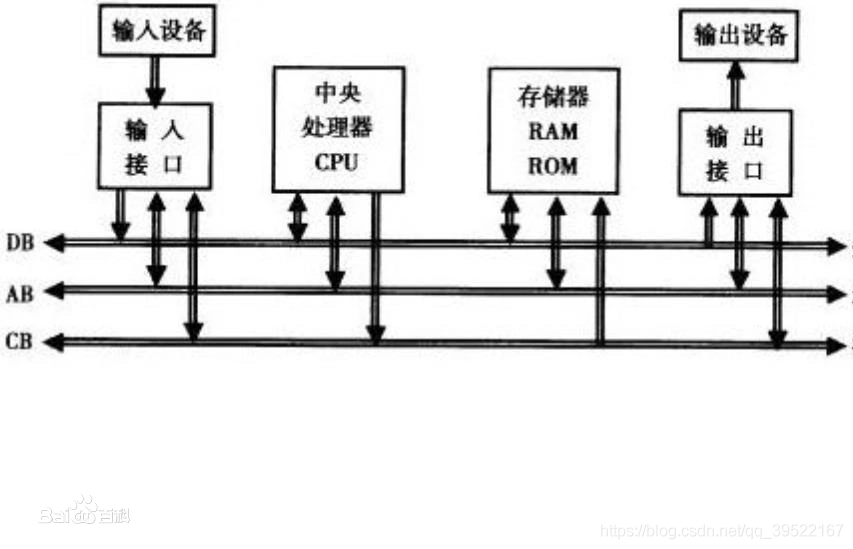 输入设备
输出设备
中央
处理器
CPU
存储器
RAM
ROM
输 入
接 口
输 出
接 口
DB
AB
CB
Bai百科
https://blog.csdn.net/qq_39522167